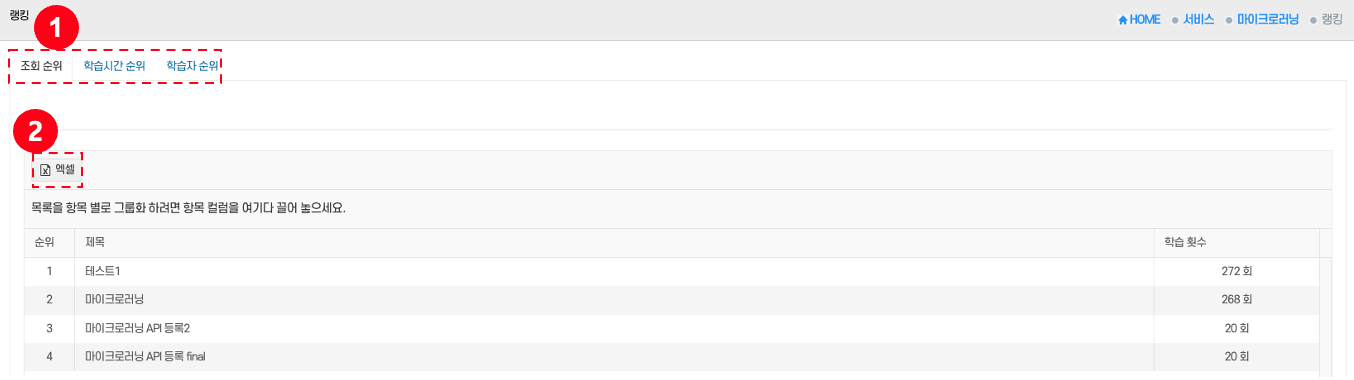 랭킹
1
HOME 서비스 마이크로러닝 랭킹
조회 순위 학습시간 순위 학습자 순위
2
엑셀
목록을 항목 별로 그룹화 하려면 항목 컬럼을 여기다 끌어 놓으세요.
순위 제목 학습 횟수
1 테스트1 272 회
2 마이크로러닝 268 회
3 마이크로러닝 API 등록2 20 회
4 마이크로러닝 API 등록 final 20 회